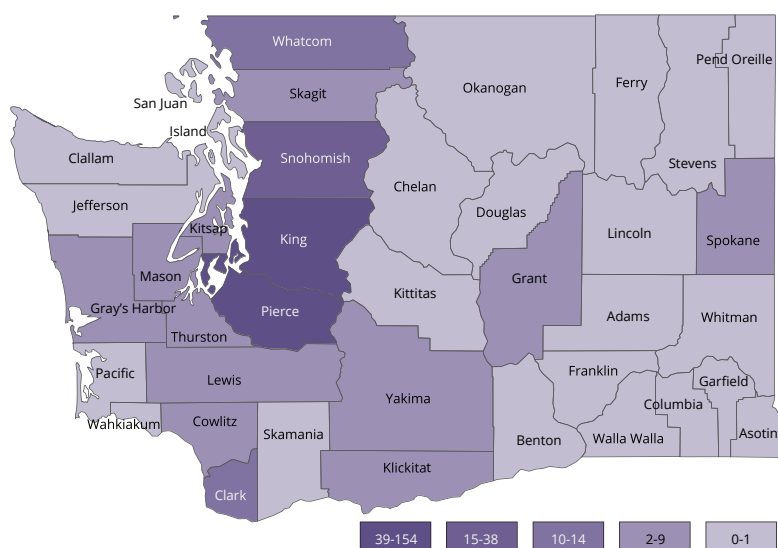 Whatcom
Pend Oreille
San Juan
Skagit
Okanogan
Ferry
Island
Clallam
Snohomish
Chelan
Stevens
Jefferson
Kitsap
King
Douglas
Lincoln
Spokane
Mason
Grant
Kittitas
Gray's Harbor
Pierce
Adams
Whitman
Thurston
Pacific
Lewis
Yakima
Franklin
Garfield
Columbia
Wahkiakum
Cowlitz
Skamania
Benton
Walla Walla
Asotin
Klickitat
Clark
39-154 15-38 10-14 2-9 0-1